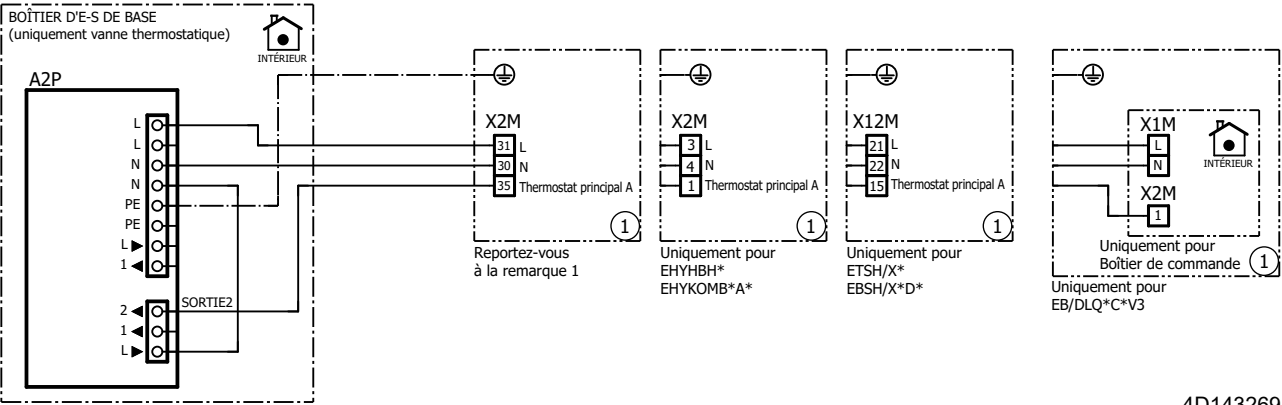 BOÎTIER D'E-S DE BASE
(uniquement vanne thermostatique)
INTÉRIEUR
A2P
L
L
N
N
PE
PE
L
1
2
1
L
SORTIE2
X2M
31 L
30 N
35 Thermostat principal A
1
Reportez-vous
à la remarque 1
X2M
3 L
4 N
1 Thermostat principal A
1
Uniquement pour
EHYHBH*
EHYKOMB*A*
X12M
21 L
22 N
15 Thermostat principal A
1
Uniquement pour
ETSH/X*
EBSH/X*D*
X1M
L
N
INTÉRIEUR
X2M
1
Uniquement pour
Boîtier de commande
1
Uniquement pour
EB/DLQ*C*V3
4D143269